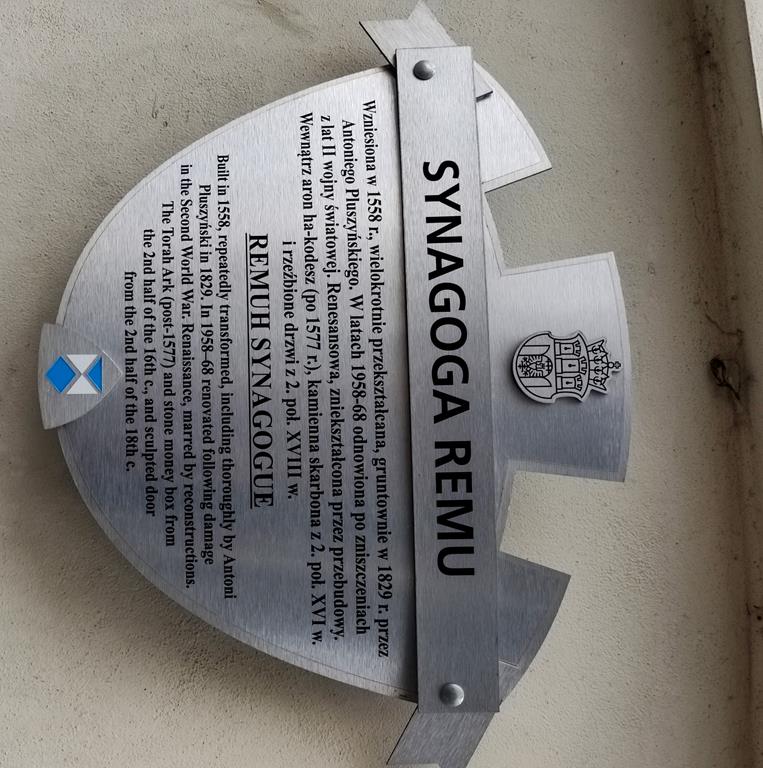 SYNAGOGA REMU
Wzniesiona w 1558 r., wielokrotnie przekształcana, gruntownie w 1829 r. przez
Antoniego Pluszyńskiego. W latach 1958-68 odnowiona po zniszczeniach
z lat II wojny światowej. Renesansowa, zniekształcona przez przebudowy.
Wewnątrz aron ha-kodesz (po 1577 r.), kamienna skarbona z 2. poł. XVI w.
i rzeźbione drzwi z 2. poł. XVIII w.
REMUH SYNAGOGUE
Built in 1558, repeatedly transformed, including thoroughly by Antoni
Pluszyński in 1829. In 1958–68 renovated following damage
in the Second World War. Renaissance, marred by reconstructions.
The Torah Ark (post-1577) and stone money box from
the 2nd half of the 16th c., and sculpted door
from the 2nd half of the 18th c.